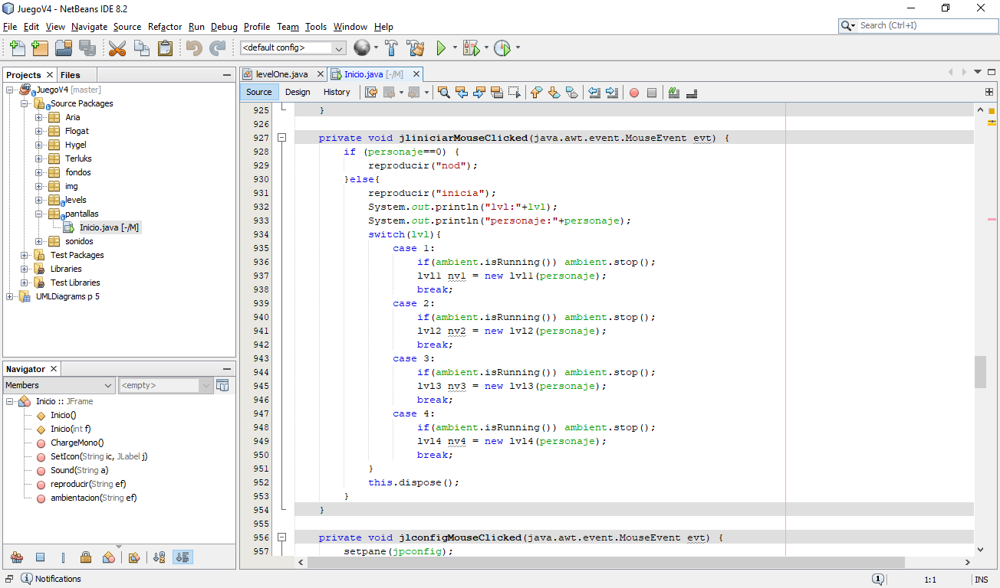 JuegoV4 - NetBeans IDE 8.2
File Edit View Navigate Source Refactor Run Debug Profile Team Tools Window Help
Search (Ctrl+I)
<default config>
Projects Files
JuegoV4 [master]
Source Packages
Aria
Flogat
Hygel
Terluks
fondos
img
levels
pantallas
Inicio.java [-/M]
sonidos
Test Packages
Libraries
Test Libraries
UMLDiagrams p 5
Navigator
Members <empty>
Inicio :: JFrame
Inicio()
Inicio(int f)
ChargeMono()
SetIcon(String ic, JLabel j)
Sound(String a)
reproducir(String ef)
ambientacion(String ef)
levelOne.java Inicio.java [-/M]
Source Design History
925 }
926
927 private void jliniciarMouseClicked(java.awt.event.MouseEvent evt) {
928 if (personaje==0) {
929 reproducir("nod");
930 }else{
931 reproducir("inicia");
932 System.out.println("lvl:"+lvl);
933 System.out.println("personaje:"+personaje);
934 switch(lvl){
935 case 1:
936 if(ambient.isRunning()) ambient.stop();
937 lvl1 nv1 = new lvl1(personaje);
938 break;
939 case 2:
940 if(ambient.isRunning()) ambient.stop();
941 lvl2 nv2 = new lvl2(personaje);
942 break;
943 case 3:
944 if(ambient.isRunning()) ambient.stop();
945 lvl3 nv3 = new lvl3(personaje);
946 break;
947 case 4:
948 if(ambient.isRunning()) ambient.stop();
949 lvl4 nv4 = new lvl4(personaje);
950 break;
951 }
952 this.dispose();
953 }
954 }
955
956 private void jlconfigMouseClicked(java.awt.event.MouseEvent evt) {
957 setpane(jpconfig);
Notifications
1
1:1
INS